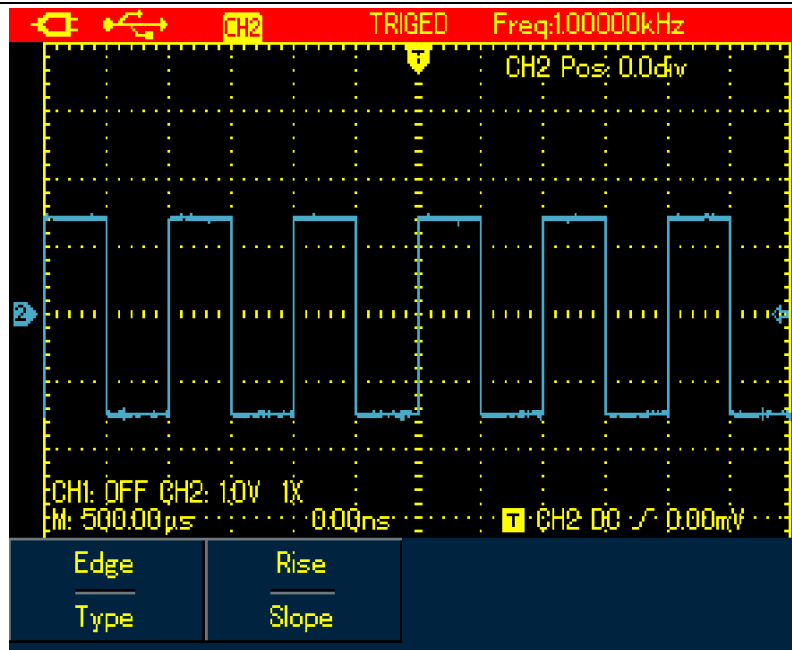 CH2 TRIGED Freq:1.00000kHz
T
CH2 Pos: 0.0div
2
CH1: OFF CH2: 1.0V 1X
M: 500.00µs 0.00ns T CH2 DC 0.00mV
Edge Rise
Type Slope